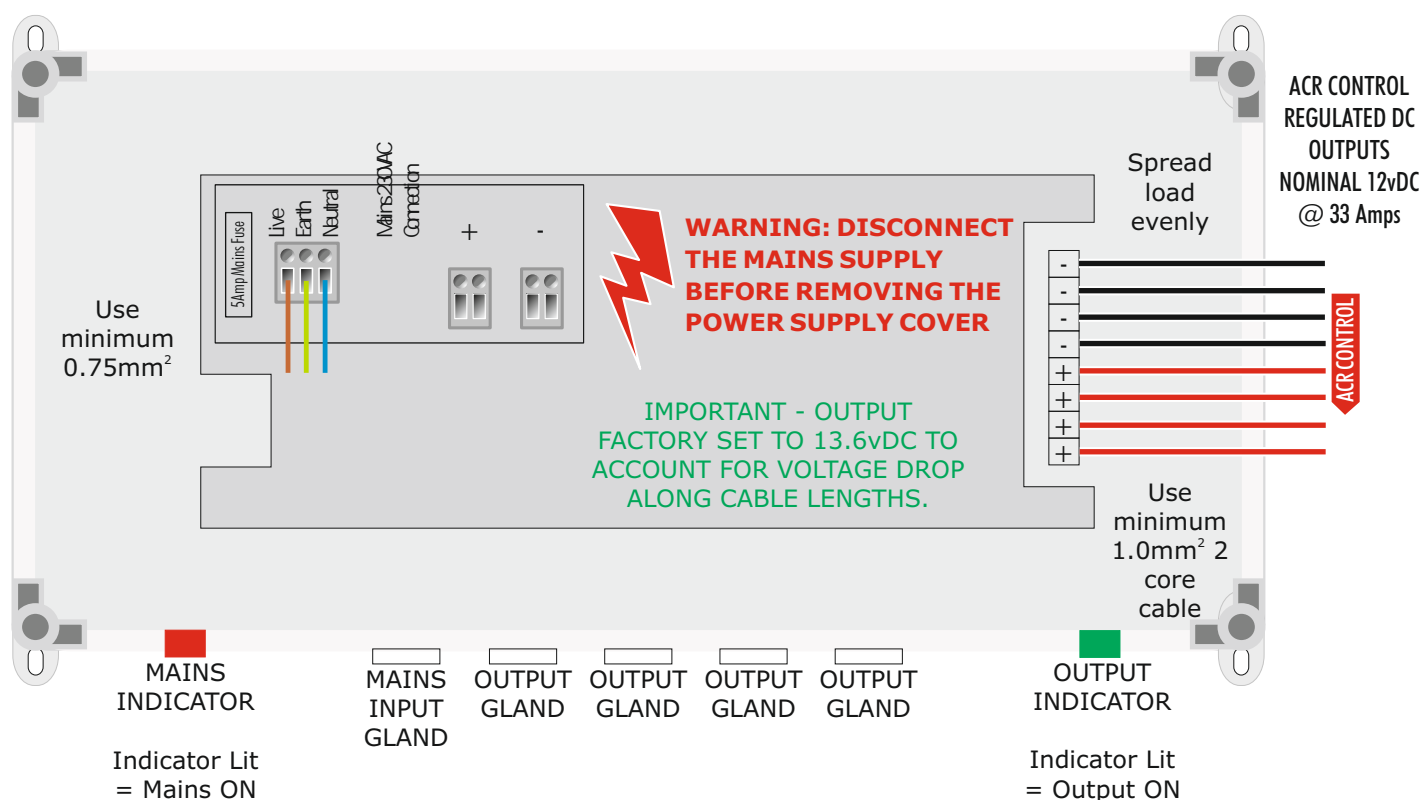 ACR CONTROL
REGULATED DC
OUTPUTS
NOMINAL 12vDC
@ 33 Amps
Spread
load
evenly
5Amp Mains Fuse
Live
Earth
Neutral
Mains 230VAC
Connection
+
-
WARNING: DISCONNECT
THE MAINS SUPPLY
BEFORE REMOVING THE
POWER SUPPLY COVER
Use
minimum
0.75mm²
-
-
-
-
+
+
+
+
ACR CONTROL
IMPORTANT - OUTPUT
FACTORY SET TO 13.6vDC TO
ACCOUNT FOR VOLTAGE DROP
ALONG CABLE LENGTHS.
Use
minimum
1.0mm² 2
core
cable
MAINS
INDICATOR
Indicator Lit
= Mains ON
MAINS
INPUT
GLAND
OUTPUT
GLAND
OUTPUT
GLAND
OUTPUT
GLAND
OUTPUT
GLAND
OUTPUT
INDICATOR
Indicator Lit
= Output ON